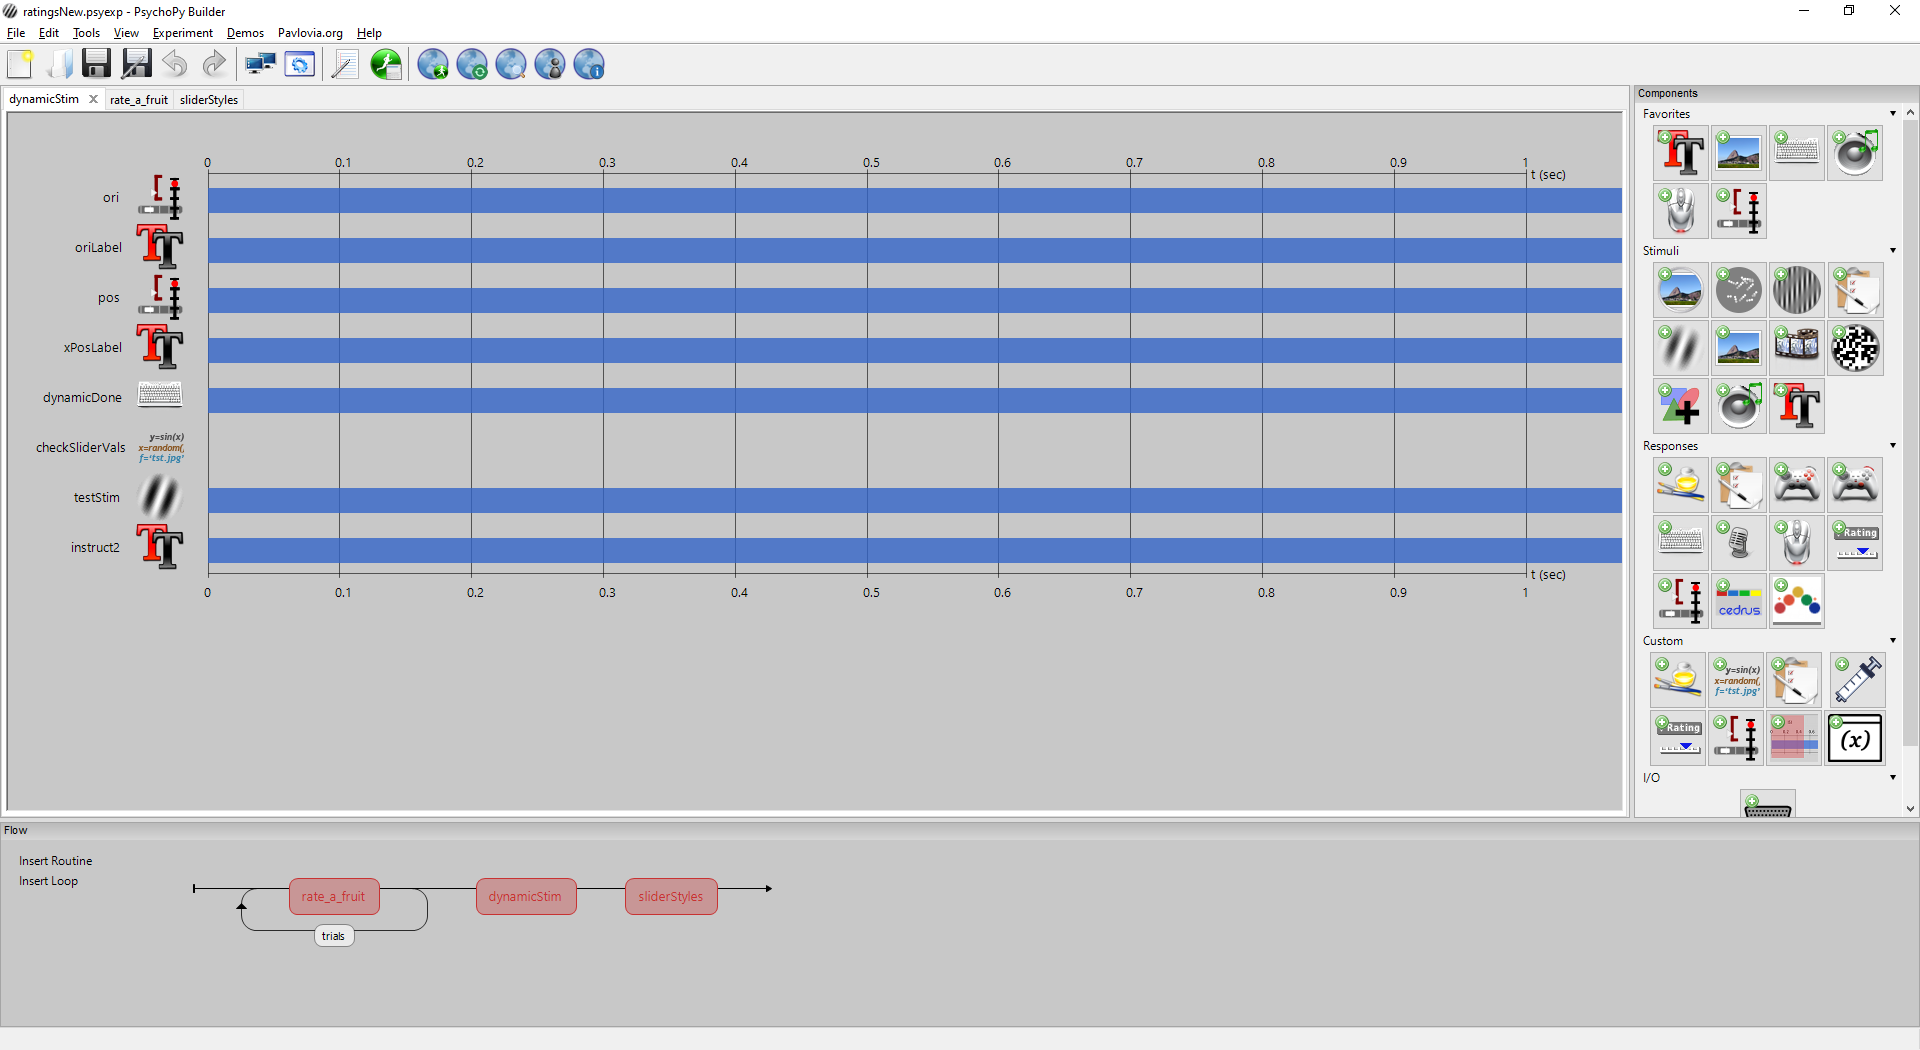 ratingsNew.psyexp - PsychoPy Builder
File Edit Tools View Experiment Demos Pavlovia.org Help
dynamicStim rate_a_fruit sliderStyles
0 0.1 0.2 0.3 0.4 0.5 0.6 0.7 0.8 0.9 1
t (sec)
ori
oriLabel
pos
xPosLabel
dynamicDone
checkSliderVals
y=sin(x)
x=random(,
f='tst.jpg'
testStim
instruct2
t (sec)
0 0.1 0.2 0.3 0.4 0.5 0.6 0.7 0.8 0.9 1
Components
Favorites
Stimuli
Responses
Rating
cedrus
Custom
y=sin(x)
x=random(,
f='tst.jpg'
Rating
(x)
I/O
Flow
Insert Routine
Insert Loop
rate_a_fruit
dynamicStim
sliderStyles
trials